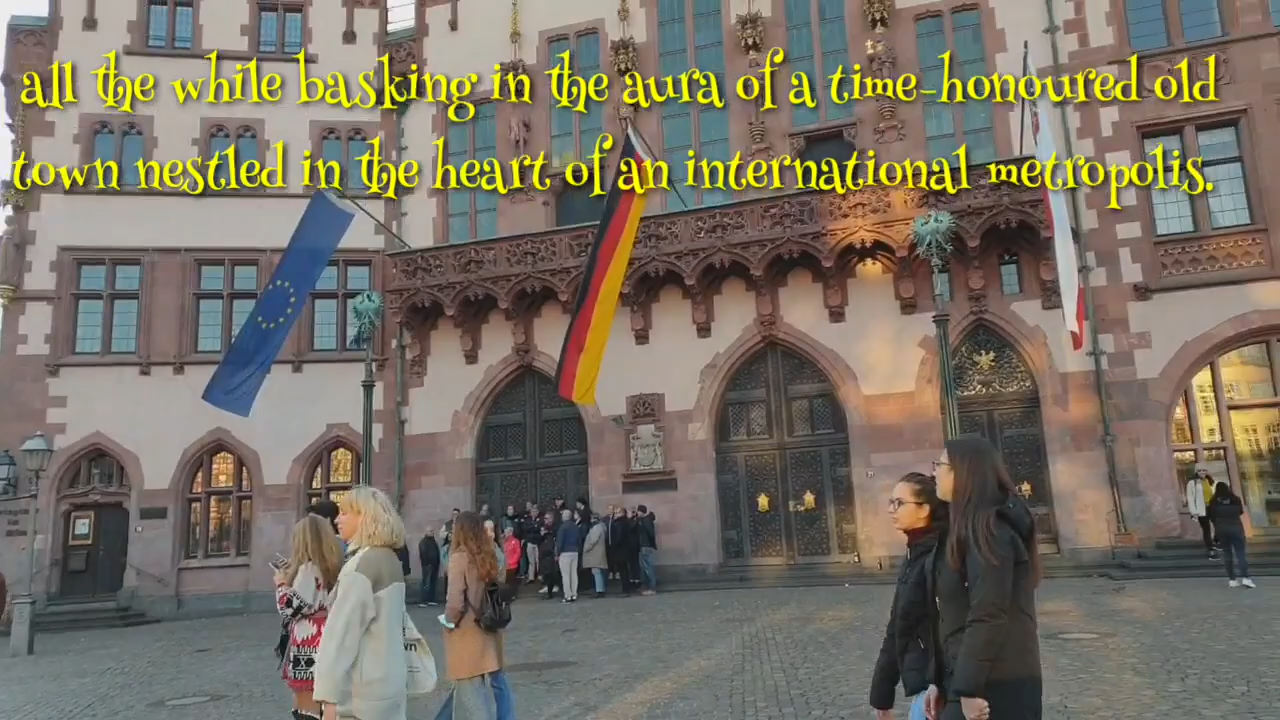 all the while basking in the aura of a time-honoured old
town nestled in the heart of an international metropolis.